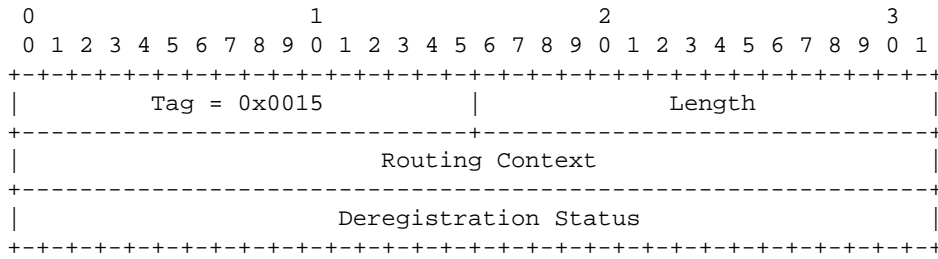 0                   1                   2                   3
 0 1 2 3 4 5 6 7 8 9 0 1 2 3 4 5 6 7 8 9 0 1 2 3 4 5 6 7 8 9 0 1
+-+-+-+-+-+-+-+-+-+-+-+-+-+-+-+-+-+-+-+-+-+-+-+-+-+-+-+-+-+-+-+-+
|         Tag = 0x0015          |             Length            |
+-------------------------------+-------------------------------+
|                        Routing Context                        |
+---------------------------------------------------------------+
|                     Deregistration Status                     |
+-+-+-+-+-+-+-+-+-+-+-+-+-+-+-+-+-+-+-+-+-+-+-+-+-+-+-+-+-+-+-+-+